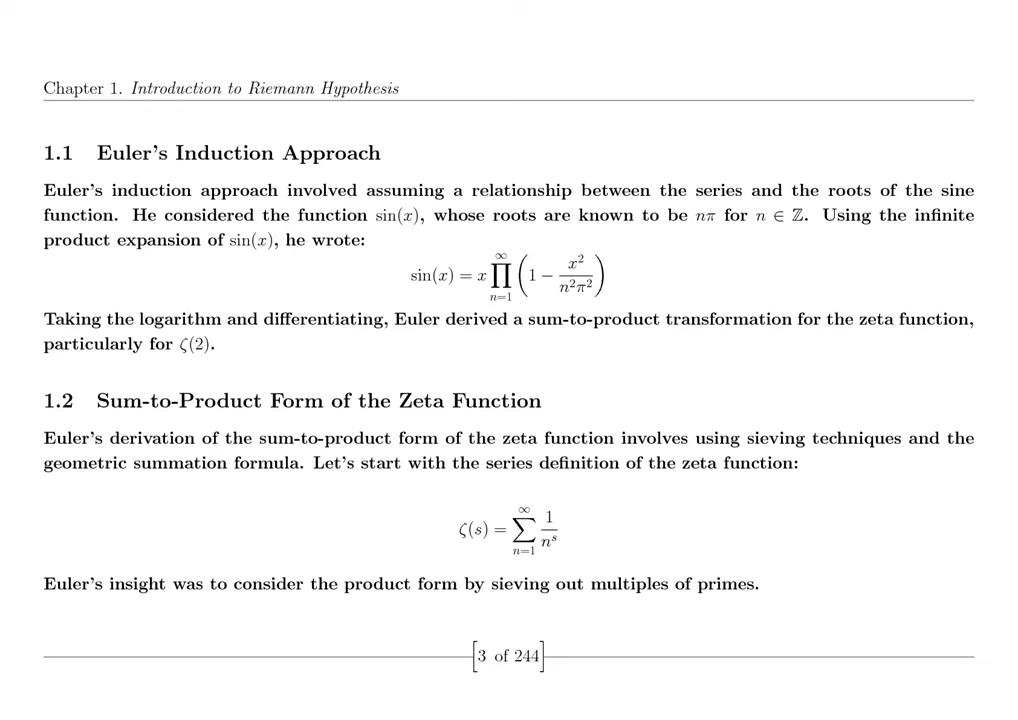 Chapter 1. Introduction to Riemann Hypothesis
1.1 Euler's Induction Approach
Euler's induction approach involved assuming a relationship between the series and the roots of the sine
function. He considered the function sin(x), whose roots are known to be nπ for n ∈ ℤ. Using the infinite
product expansion of sin(x), he wrote:
sin(x) = x ∏_{n=1}^{∞} (1 − x²/(n²π²))
Taking the logarithm and differentiating, Euler derived a sum-to-product transformation for the zeta function,
particularly for ζ(2).
1.2 Sum-to-Product Form of the Zeta Function
Euler's derivation of the sum-to-product form of the zeta function involves using sieving techniques and the
geometric summation formula. Let's start with the series definition of the zeta function:
ζ(s) = ∑_{n=1}^{∞} 1/n^s
Euler's insight was to consider the product form by sieving out multiples of primes.
[3 of 244]